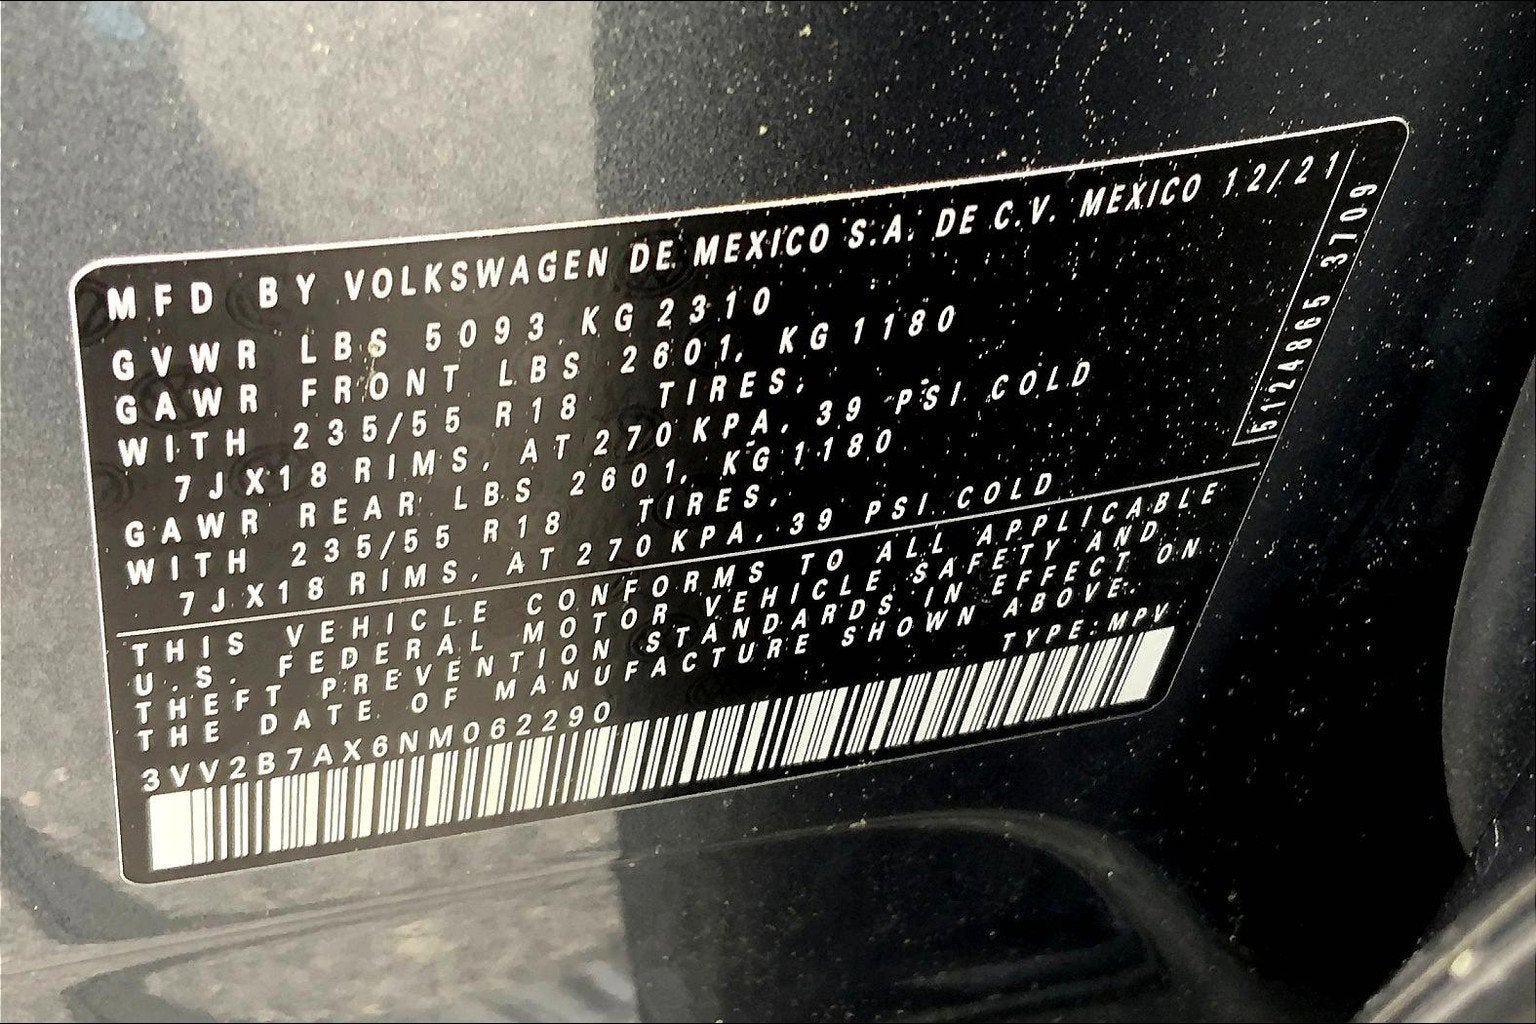 MFD BY VOLKSWAGEN DE MEXICO S.A. DE C.V. MEXICO 12/21
GVWR LBS 5093, KG 2310
GAWR FRONT LBS 2601, KG 1180
WITH 235/55 R18 TIRES,
7JX18 RIMS, AT 270 KPA, 39 PSI COLD
GAWR REAR LBS 2601, KG 1180
WITH 235/55 R18 TIRES,
7JX18 RIMS, AT 270 KPA, 39 PSI COLD
THIS VEHICLE CONFORMS TO ALL APPLICABLE
U.S. FEDERAL MOTOR VEHICLE SAFETY AND
THEFT PREVENTION STANDARDS IN EFFECT ON
THE DATE OF MANUFACTURE SHOWN ABOVE.
TYPE: MPV
3VV2B7AX6NM062290
5124865 3709